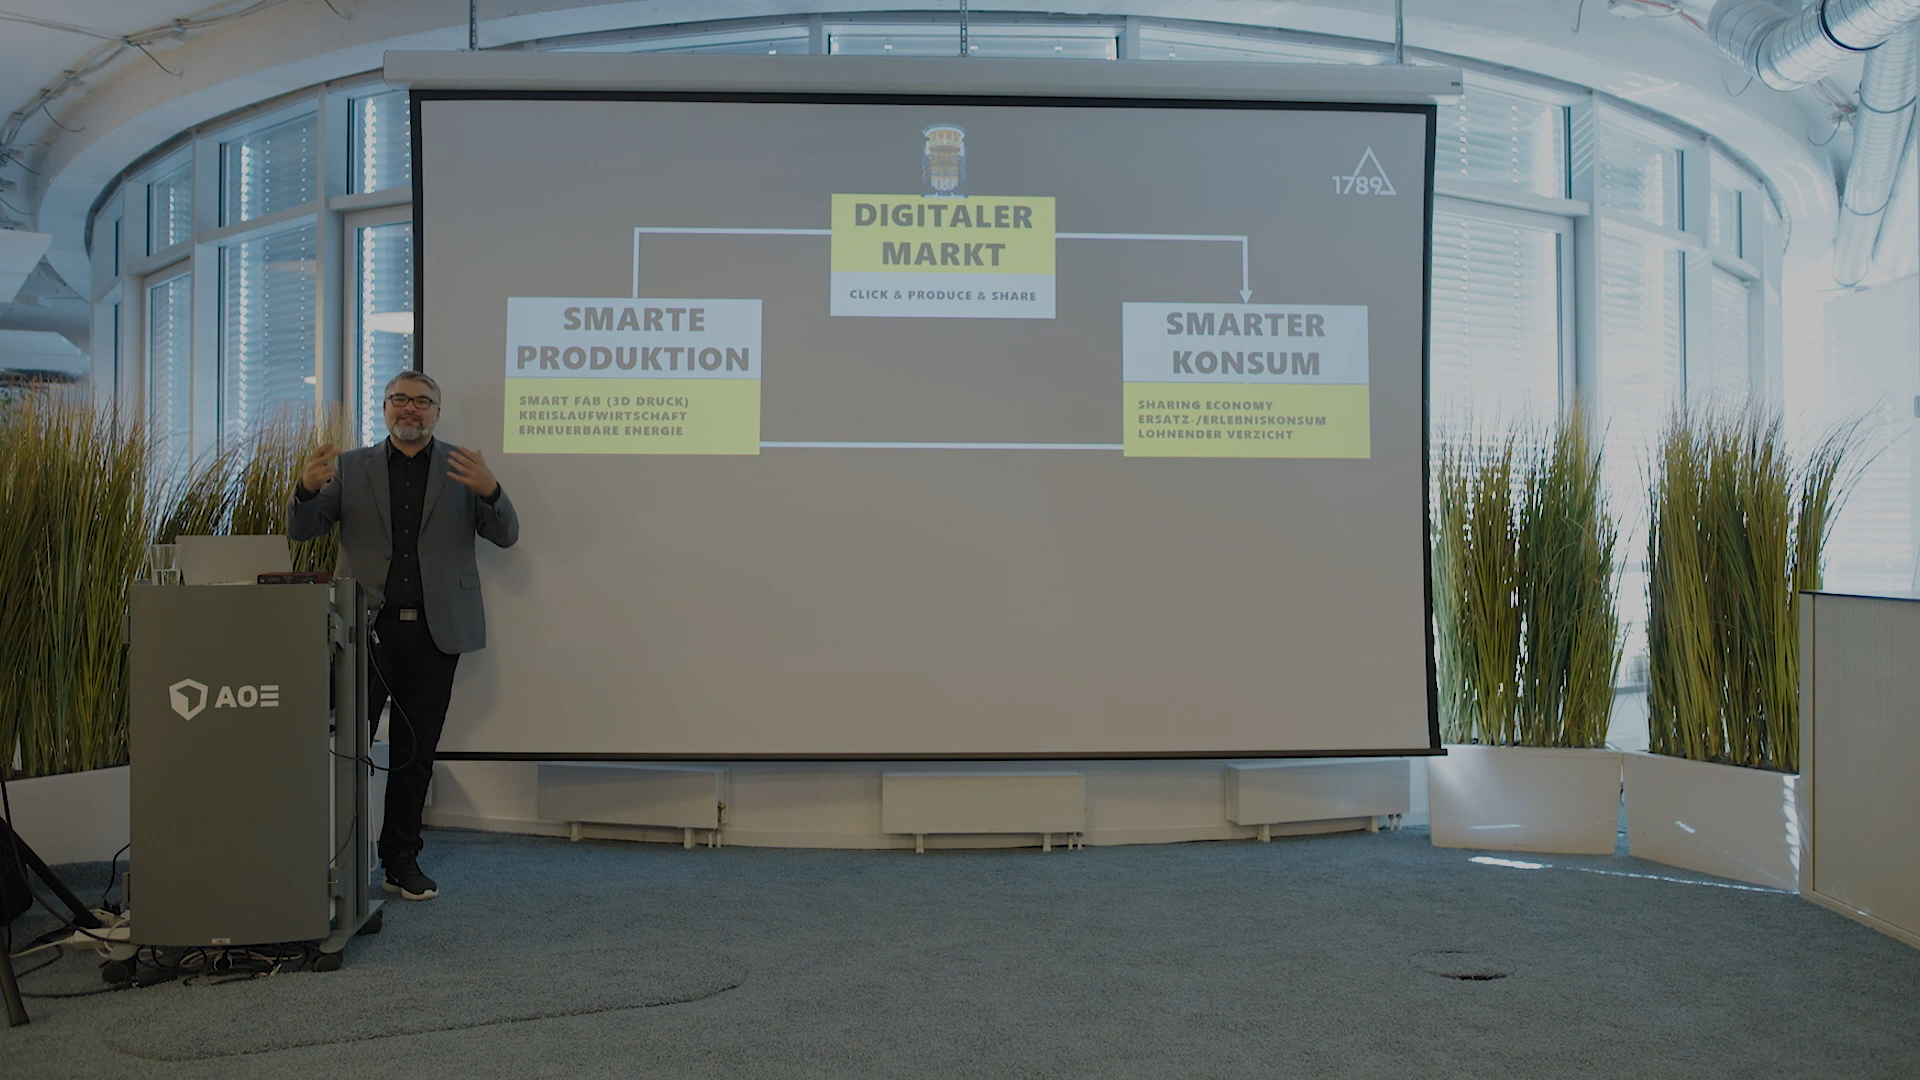 1789
DIGITALER
MARKT
CLICK & PRODUCE & SHARE
SMARTE
PRODUKTION
SMART FAB (3D DRUCK)
KREISLAUFWIRTSCHAFT
ERNEUERBARE ENERGIE
SMARTER
KONSUM
SHARING ECONOMY
ERSATZ-/ERLEBNISKONSUM
LOHNENDER VERZICHT
AOE